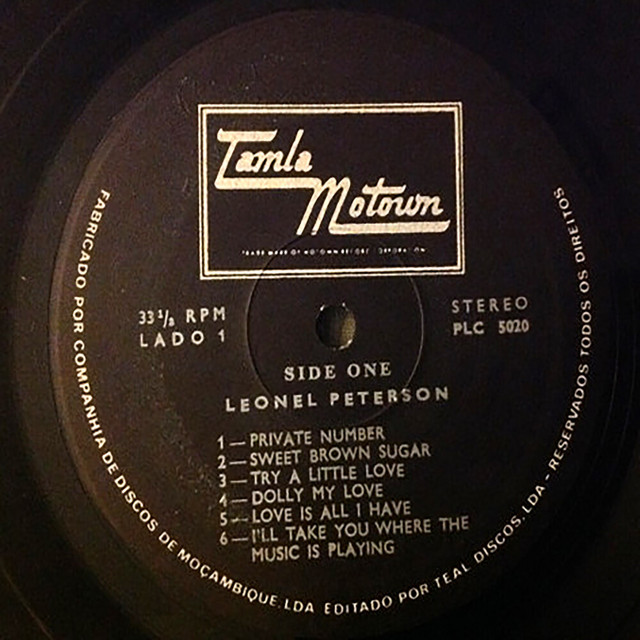 Tamla
Motown
TRADE MARK OF MOTOWN RECORD CORPORATION
33⅓ RPM
LADO 1
STEREO
PLC 5020
SIDE ONE
LEONEL PETERSON
1 — PRIVATE NUMBER
2 — SWEET BROWN SUGAR
3 — TRY A LITTLE LOVE
4 — DOLLY MY LOVE
5 — LOVE IS ALL I HAVE
6 — I'LL TAKE YOU WHERE THE
MUSIC IS PLAYING
FABRICADO POR COMPANHIA DE DISCOS DE MOÇAMBIQUE, LDA EDITADO POR TEAL DISCOS, LDA - RESERVADOS TODOS OS DIREITOS